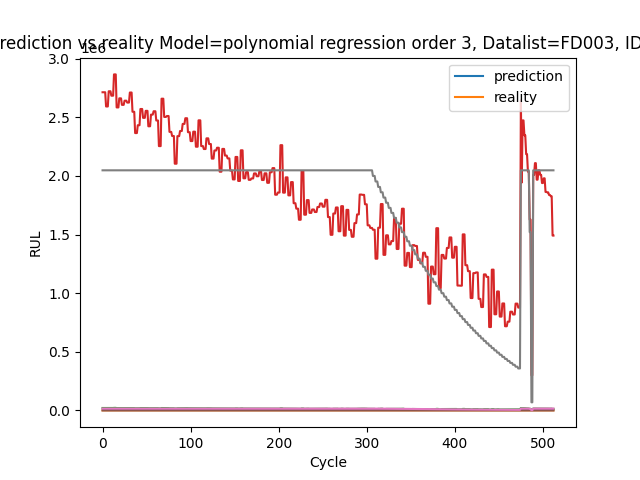 rediction vs reality Model=polynomial regression order 3, Datalist=FD003, ID
1e6
prediction
reality
3.0
2.5
2.0
1.5
1.0
0.5
0.0
RUL
0 100 200 300 400 500
Cycle